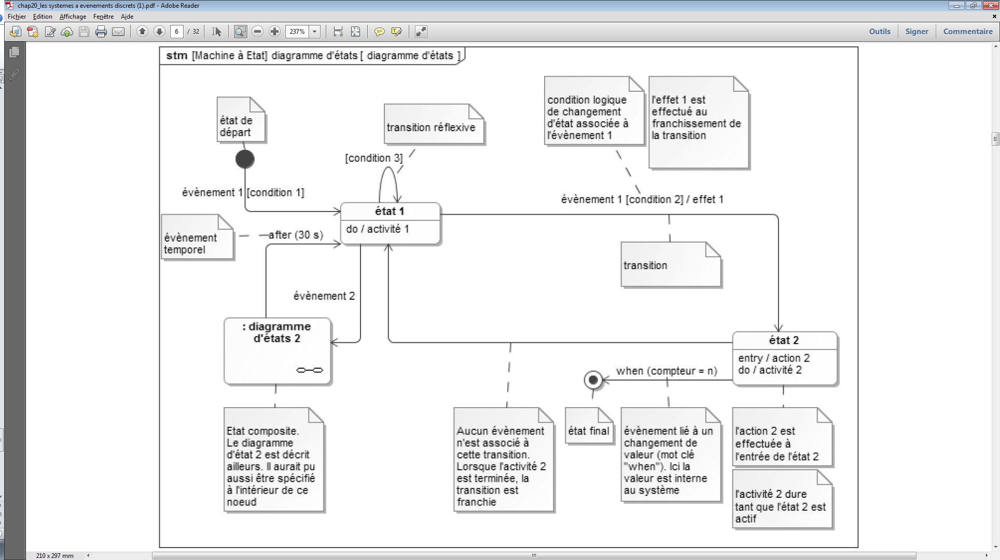 chap20_les systemes a evenements discrets (1).pdf - Adobe Reader
Fichier Edition Affichage Fenêtre Aide
6 / 32 237% Outils Signer Commentaire
stm [Machine à Etat] diagramme d'états [ diagramme d'états ]
état de
départ
transition réflexive
condition logique
de changement
d'état associée à
l'évènement 1
l'effet 1 est
effectué au
franchissement de
la transition
[condition 3]
évènement 1 [condition 1]
évènement 1 [condition 2] / effet 1
état 1
do / activité 1
évènement
temporel
after (30 s)
transition
évènement 2
: diagramme
d'états 2
état 2
entry / action 2
do / activité 2
when (compteur = n)
Etat composite.
Le diagramme
d'état 2 est décrit
ailleurs. Il aurait pu
aussi être spécifié
à l'intérieur de ce
noeud
Aucun évènement
n'est associé à
cette transition.
Lorsque l'activité 2
est terminée, la
transition est
franchie
état final
évènement lié à un
changement de
valeur (mot clé
"when"). Ici la
valeur est interne
au système
l'action 2 est
effectuée à
l'entrée de l'état 2
l'activité 2 dure
tant que l'état 2 est
actif
210 x 297 mm